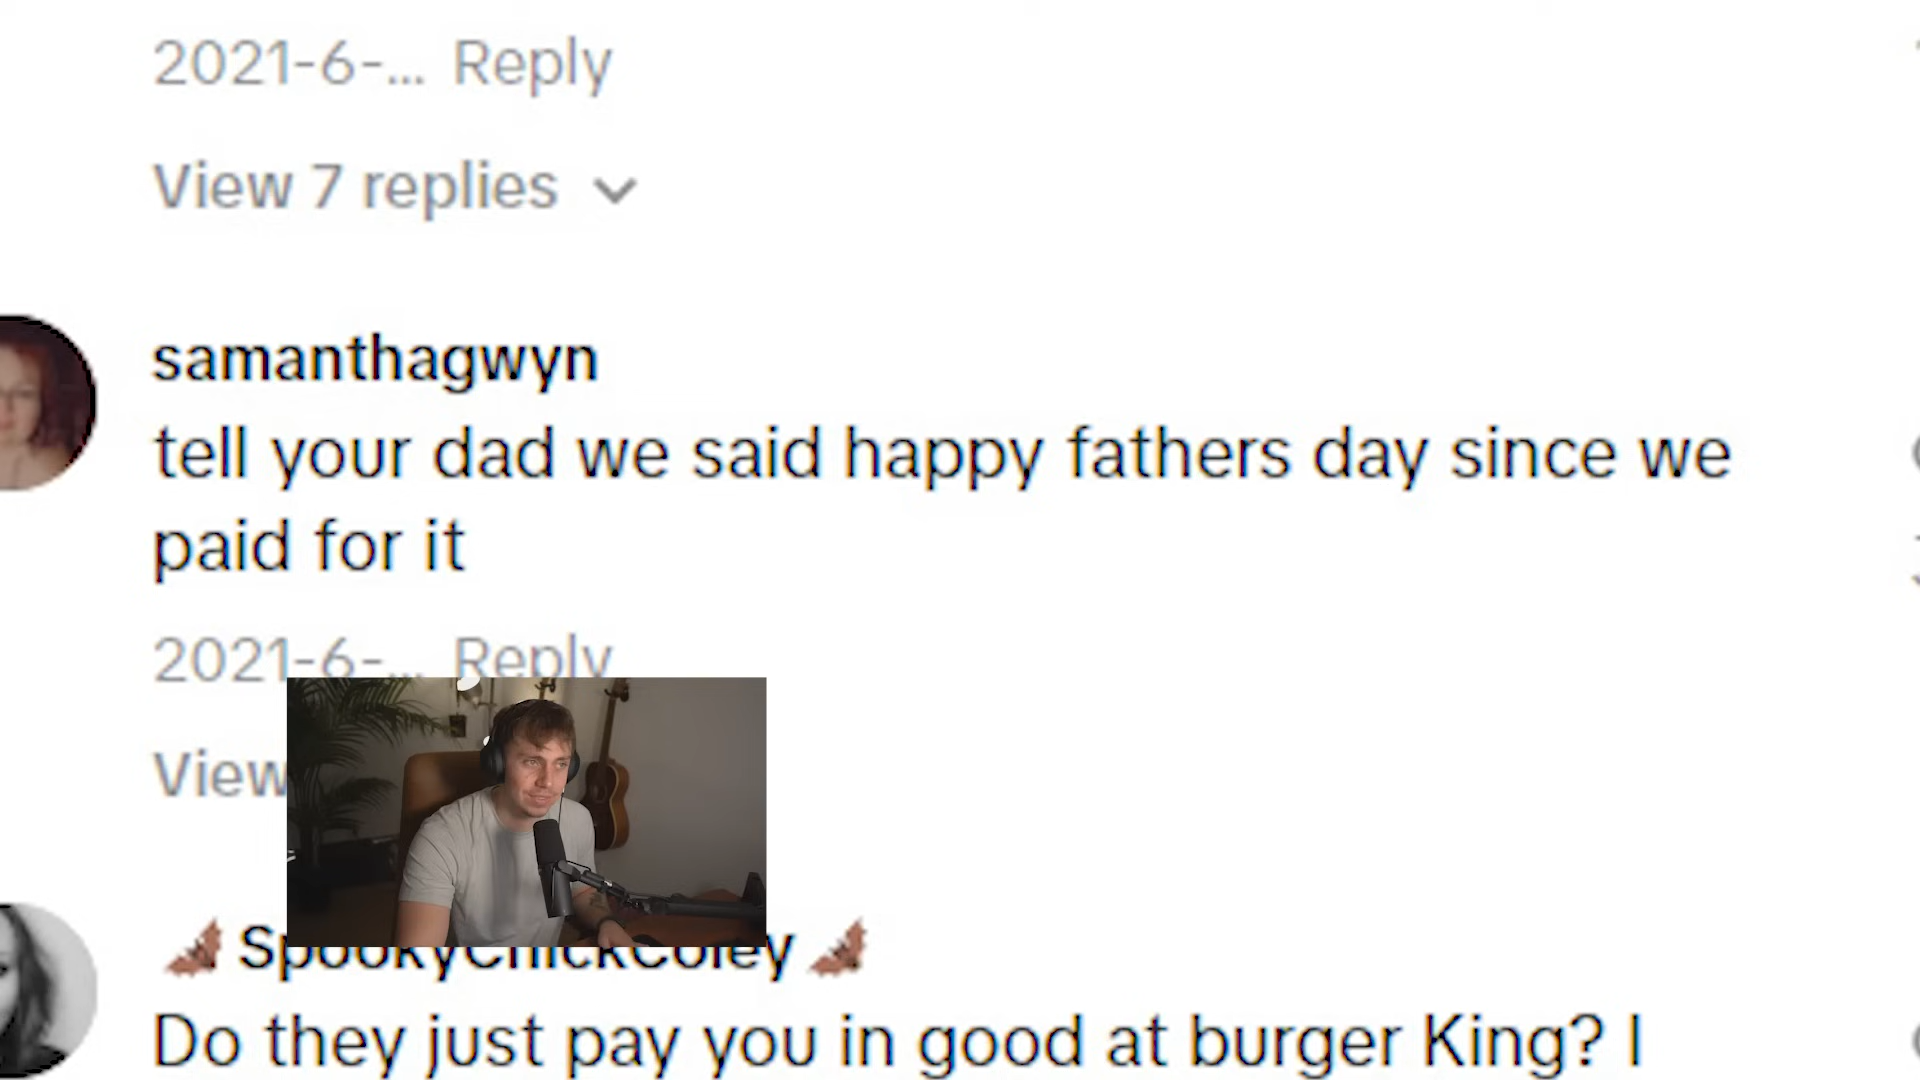 2021-6-... Reply
View 7 replies
samanthagwyn
tell your dad we said happy fathers day since we
paid for it
2021-6-... Reply
View
SpookyChickColey
Do they just pay you in good at burger King? I